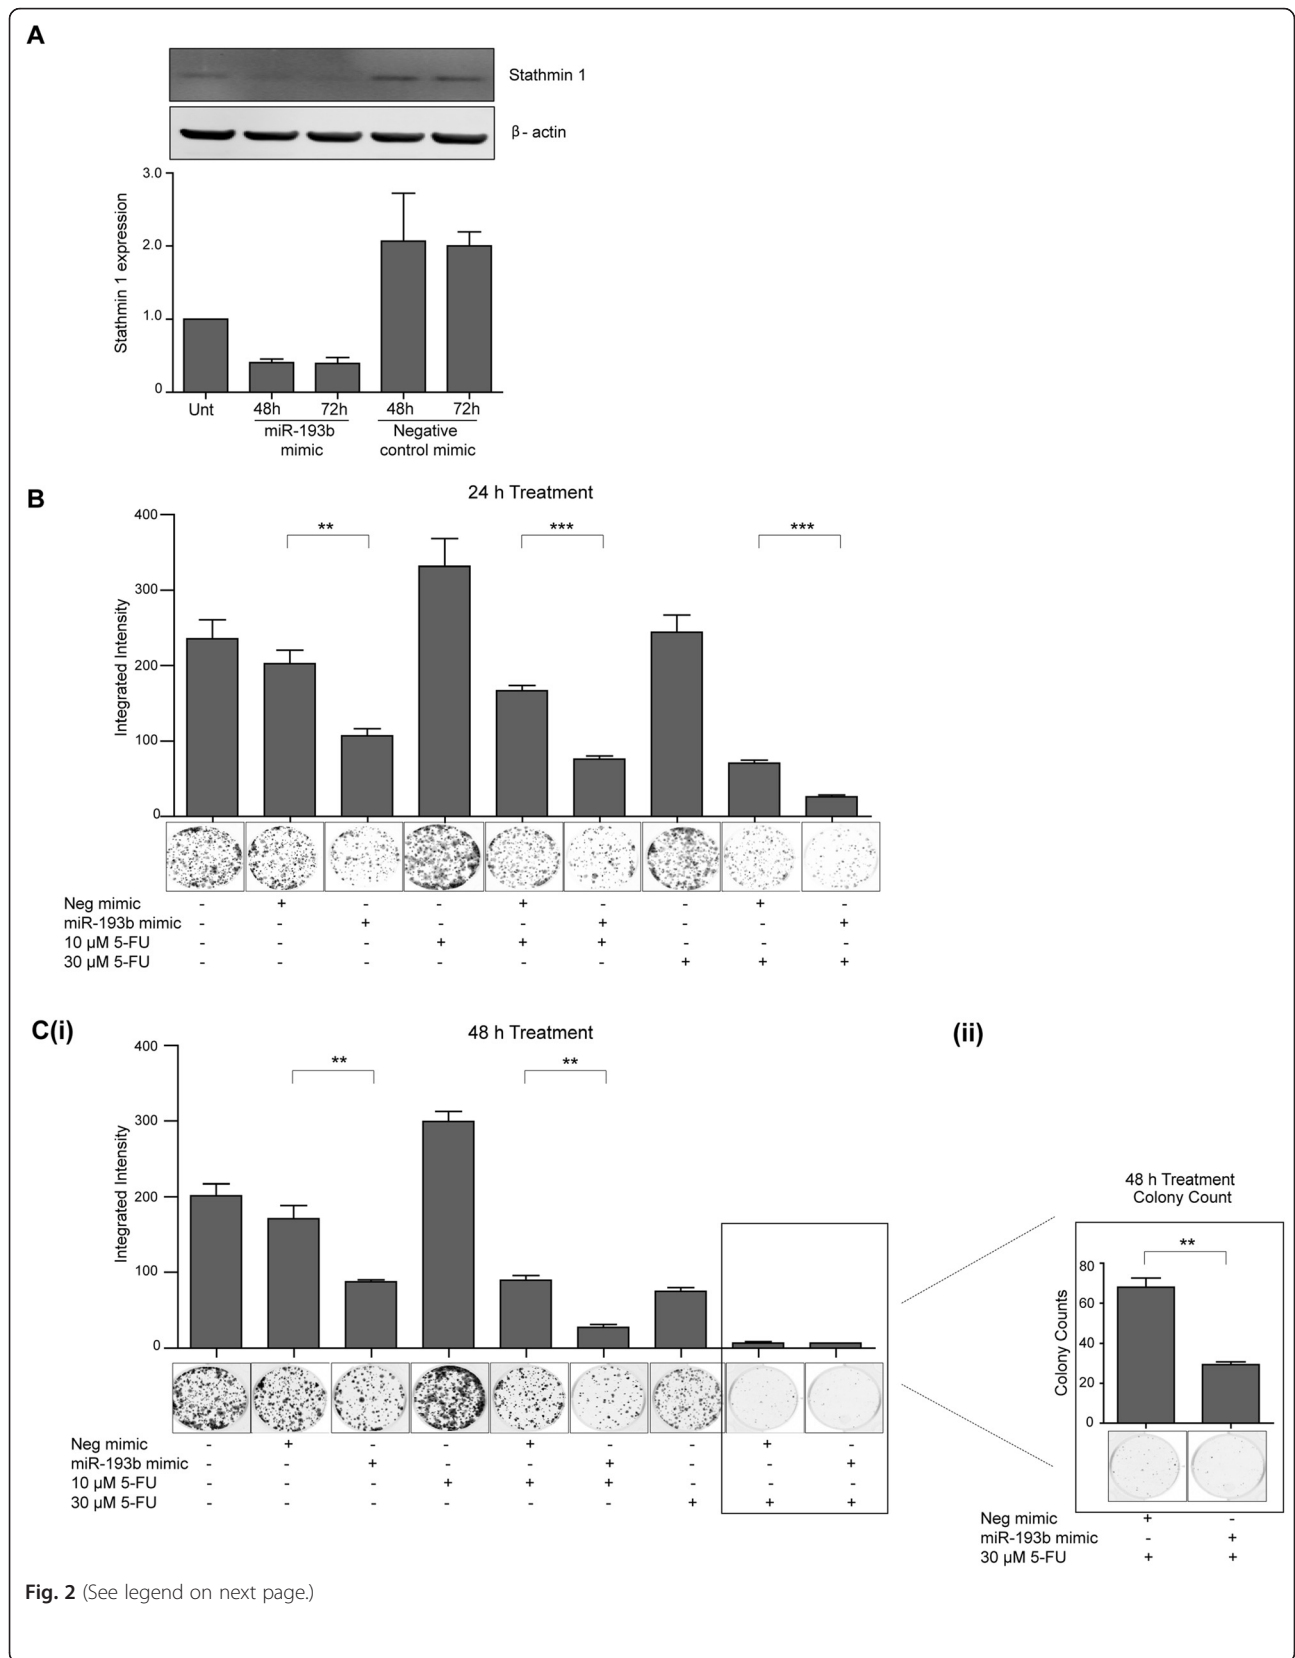 A
Stathmin 1
β- actin
Stathmin 1 expression
3.0
2.0
1.0
0
Unt 48h 72h 48h 72h
miR-193b mimic
Negative control mimic
B
24 h Treatment
Integrated Intensity
400
300
200
100
0
** *** ***
Neg mimic - + - - + - - + -
miR-193b mimic - - + - - + - - +
10 µM 5-FU - - - + + + - - -
30 µM 5-FU - - - - - - + + +
C(i)
48 h Treatment
Integrated Intensity
400
300
200
100
0
** **
Neg mimic - + - - + - - + -
miR-193b mimic - - + - - + - - +
10 µM 5-FU - - - + + + - - -
30 µM 5-FU - - - - - - + + +
(ii)
48 h Treatment
Colony Count
Colony Counts
80
60
40
20
0
**
Neg mimic + -
miR-193b mimic - +
30 µM 5-FU + +
Fig. 2 (See legend on next page.)